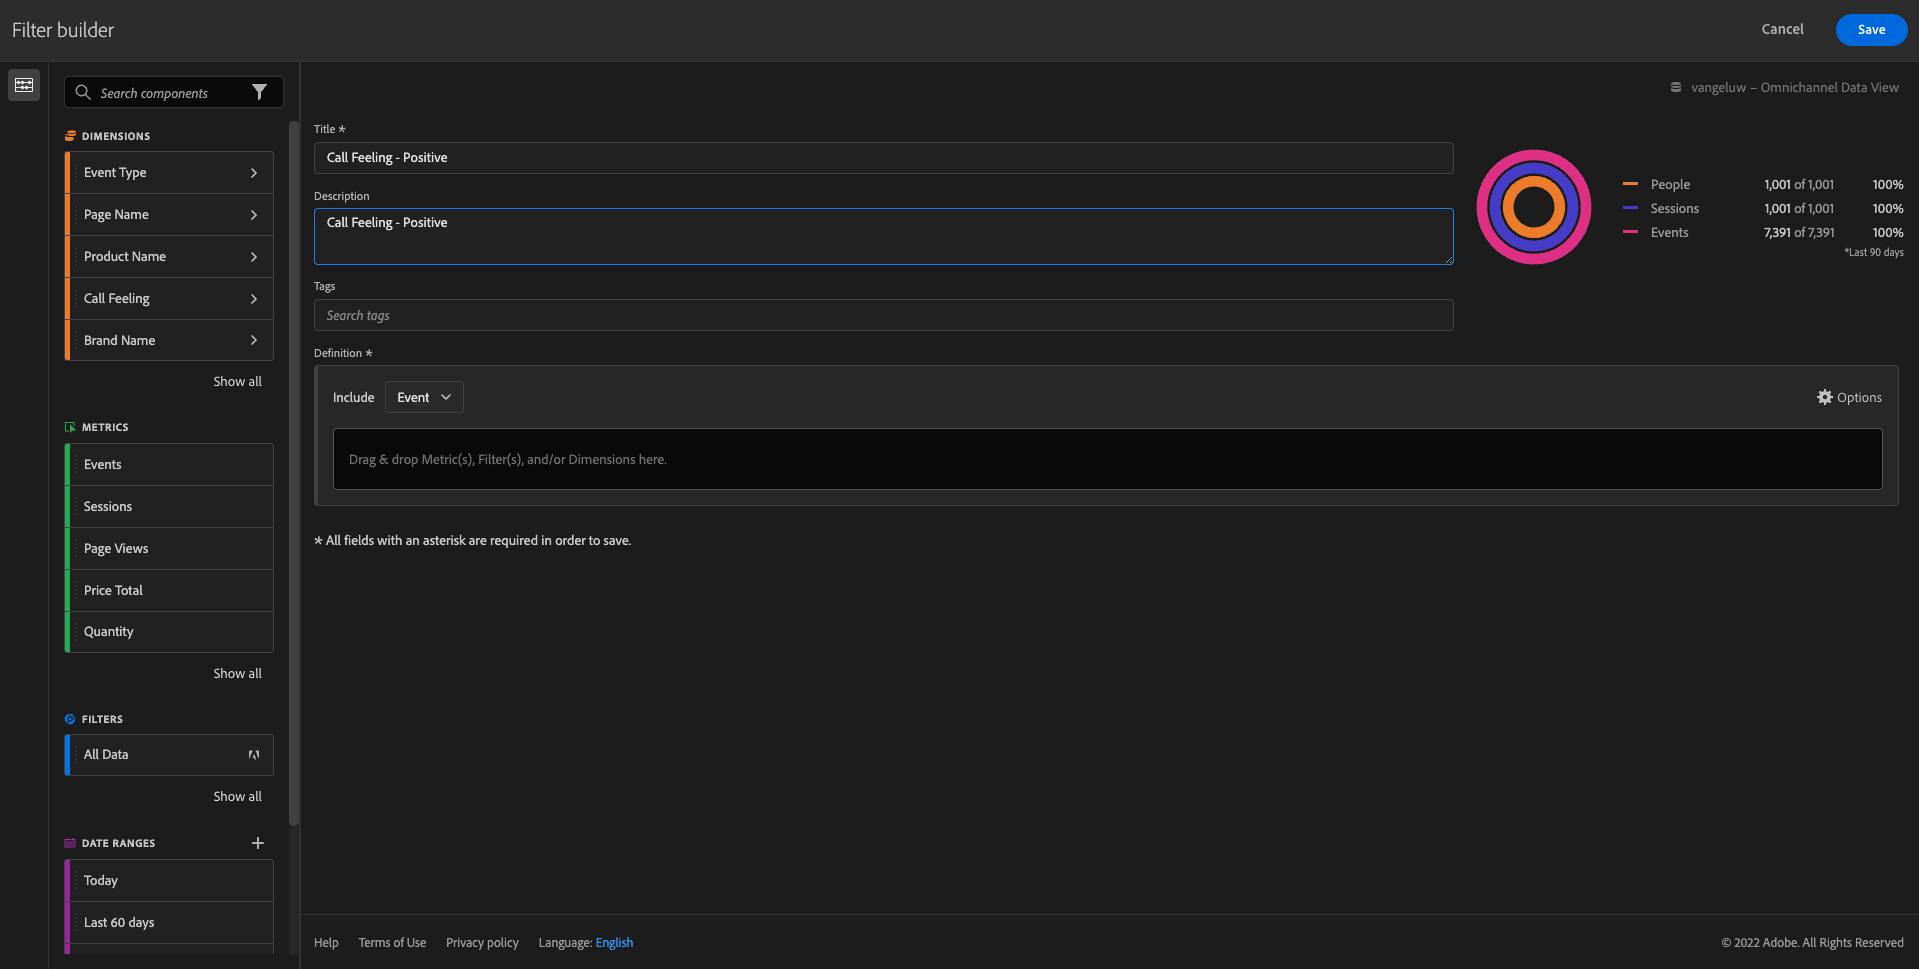 Filter builder
Cancel
Save
Search components
vangeluw – Omnichannel Data View
DIMENSIONS
Event Type
Page Name
Product Name
Call Feeling
Brand Name
Show all
METRICS
Events
Sessions
Page Views
Price Total
Quantity
Show all
FILTERS
All Data
Show all
DATE RANGES
Today
Last 60 days
Title *
Call Feeling - Positive
Description
Call Feeling - Positive
Tags
Search tags
People 1,001 of 1,001 100%
Sessions 1,001 of 1,001 100%
Events 7,391 of 7,391 100%
*Last 90 days
Definition *
Include Event Options
Drag & drop Metric(s), Filter(s), and/or Dimensions here.
* All fields with an asterisk are required in order to save.
Help Terms of Use Privacy policy Language: English
© 2022 Adobe. All Rights Reserved